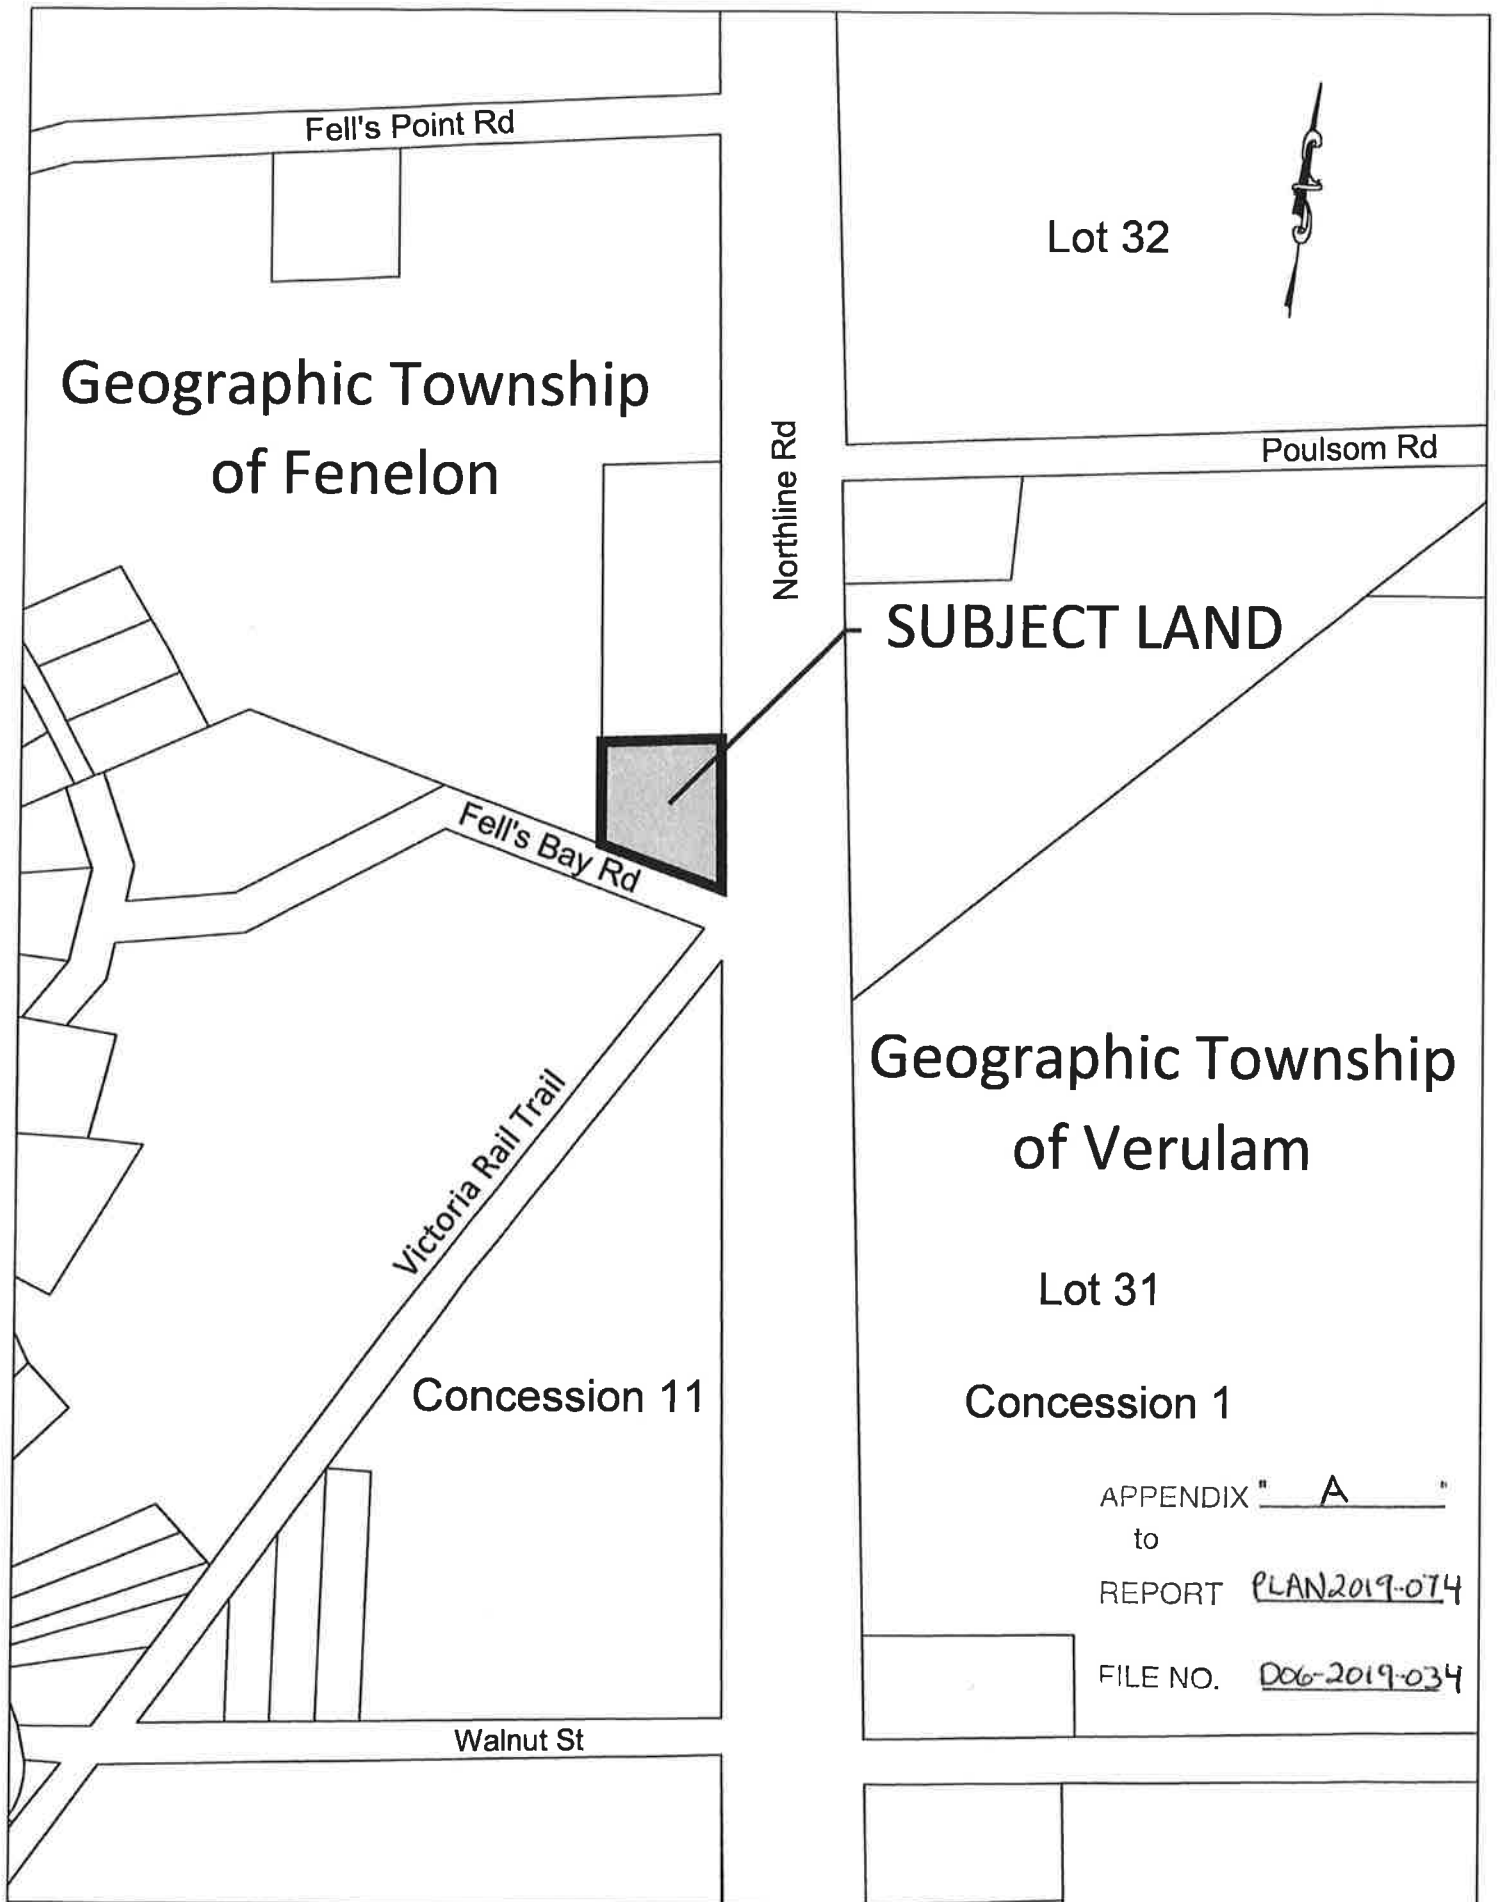 Fell's Point Rd
Lot 32
Geographic Township
of Fenelon
Northline Rd
Poulsom Rd
SUBJECT LAND
Fell's Bay Rd
Geographic Township
of Verulam
Victoria Rail Trail
Lot 31
Concession 11
Concession 1
APPENDIX " A "
to
REPORT PLAN2019-074
FILE NO. D06-2019-034
Walnut St